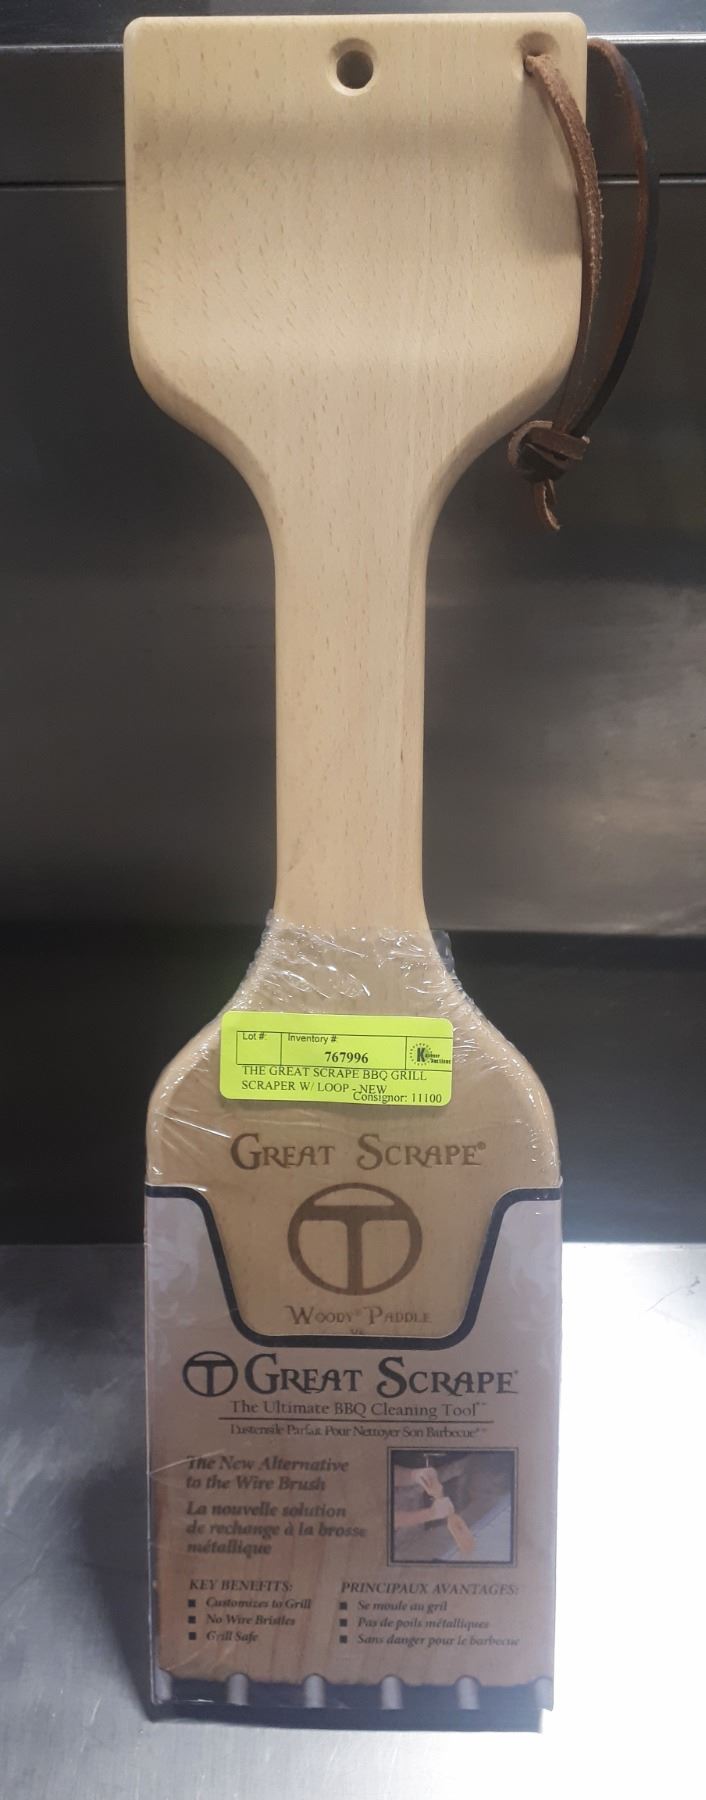 Lot #:
Inventory #:
767996
Kastner Auctions
THE GREAT SCRAPE BBQ GRILL
SCRAPER W/ LOOP - NEW
Consignor: 11100
GREAT SCRAPE®
WOODY® PADDLE
GREAT SCRAPE®
The Ultimate BBQ Cleaning Tool™
L'ustensile Parfait Pour Nettoyer Son Barbecue™
The New Alternative
to the Wire Brush
La nouvelle solution
de rechange à la brosse
métallique
KEY BENEFITS:
■ Customizes to Grill
■ No Wire Bristles
■ Grill Safe
PRINCIPAUX AVANTAGES:
■ Se moule au gril
■ Pas de poils métalliques
■ Sans danger pour le barbecue